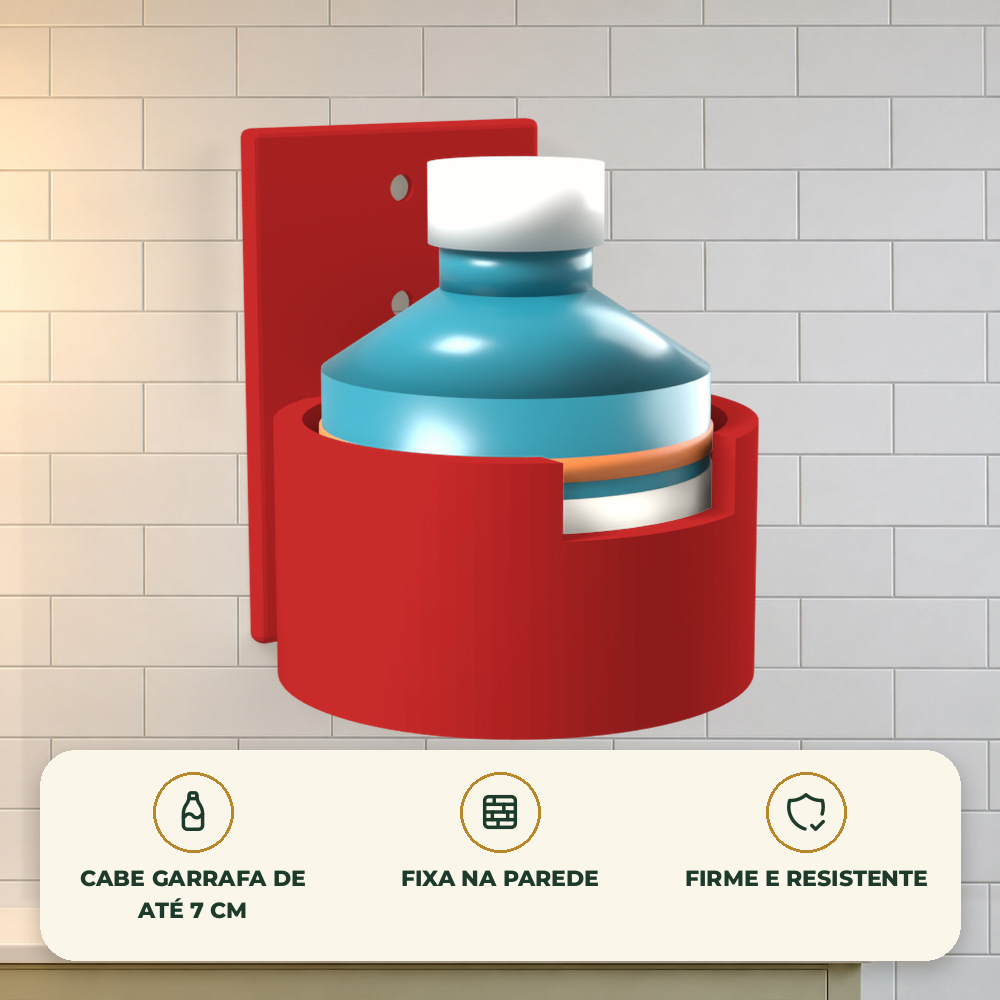 CABE GARRAFA DE
ATÉ 7 CM
FIXA NA PAREDE
FIRME E RESISTENTE